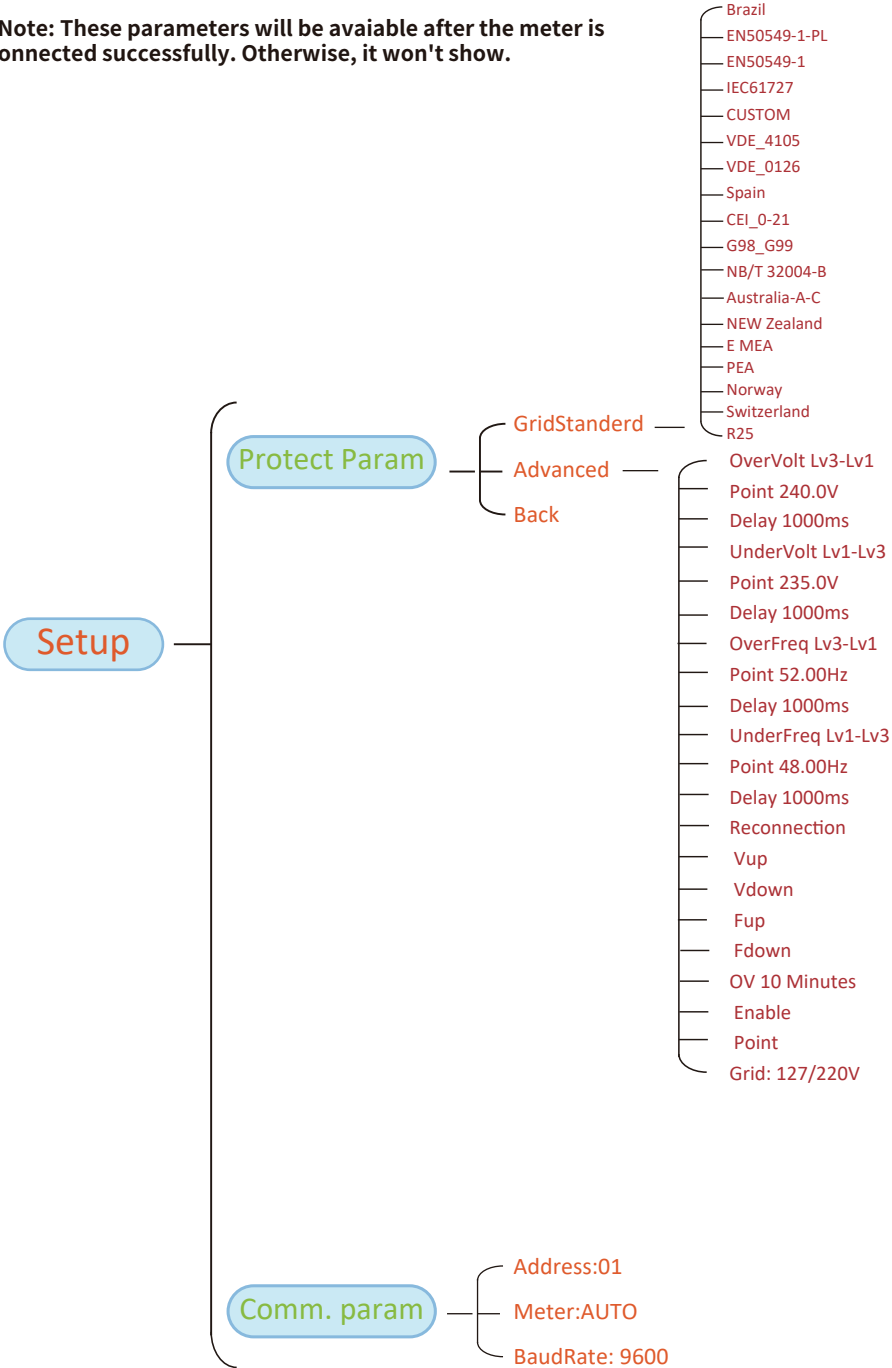 Note: These parameters will be avaiable after the meter is
onnected successfully. Otherwise, it won't show.
Brazil
EN50549-1-PL
EN50549-1
IEC61727
CUSTOM
VDE_4105
VDE_0126
Spain
CEI_0-21
G98_G99
NB/T 32004-B
Australia-A-C
NEW Zealand
E MEA
PEA
Norway
Switzerland
R25
Setup
Protect Param
GridStanderd
Advanced
Back
OverVolt Lv3-Lv1
Point 240.0V
Delay 1000ms
UnderVolt Lv1-Lv3
Point 235.0V
Delay 1000ms
OverFreq Lv3-Lv1
Point 52.00Hz
Delay 1000ms
UnderFreq Lv1-Lv3
Point 48.00Hz
Delay 1000ms
Reconnection
Vup
Vdown
Fup
Fdown
OV 10 Minutes
Enable
Point
Grid: 127/220V
Comm. param
Address:01
Meter:AUTO
BaudRate: 9600